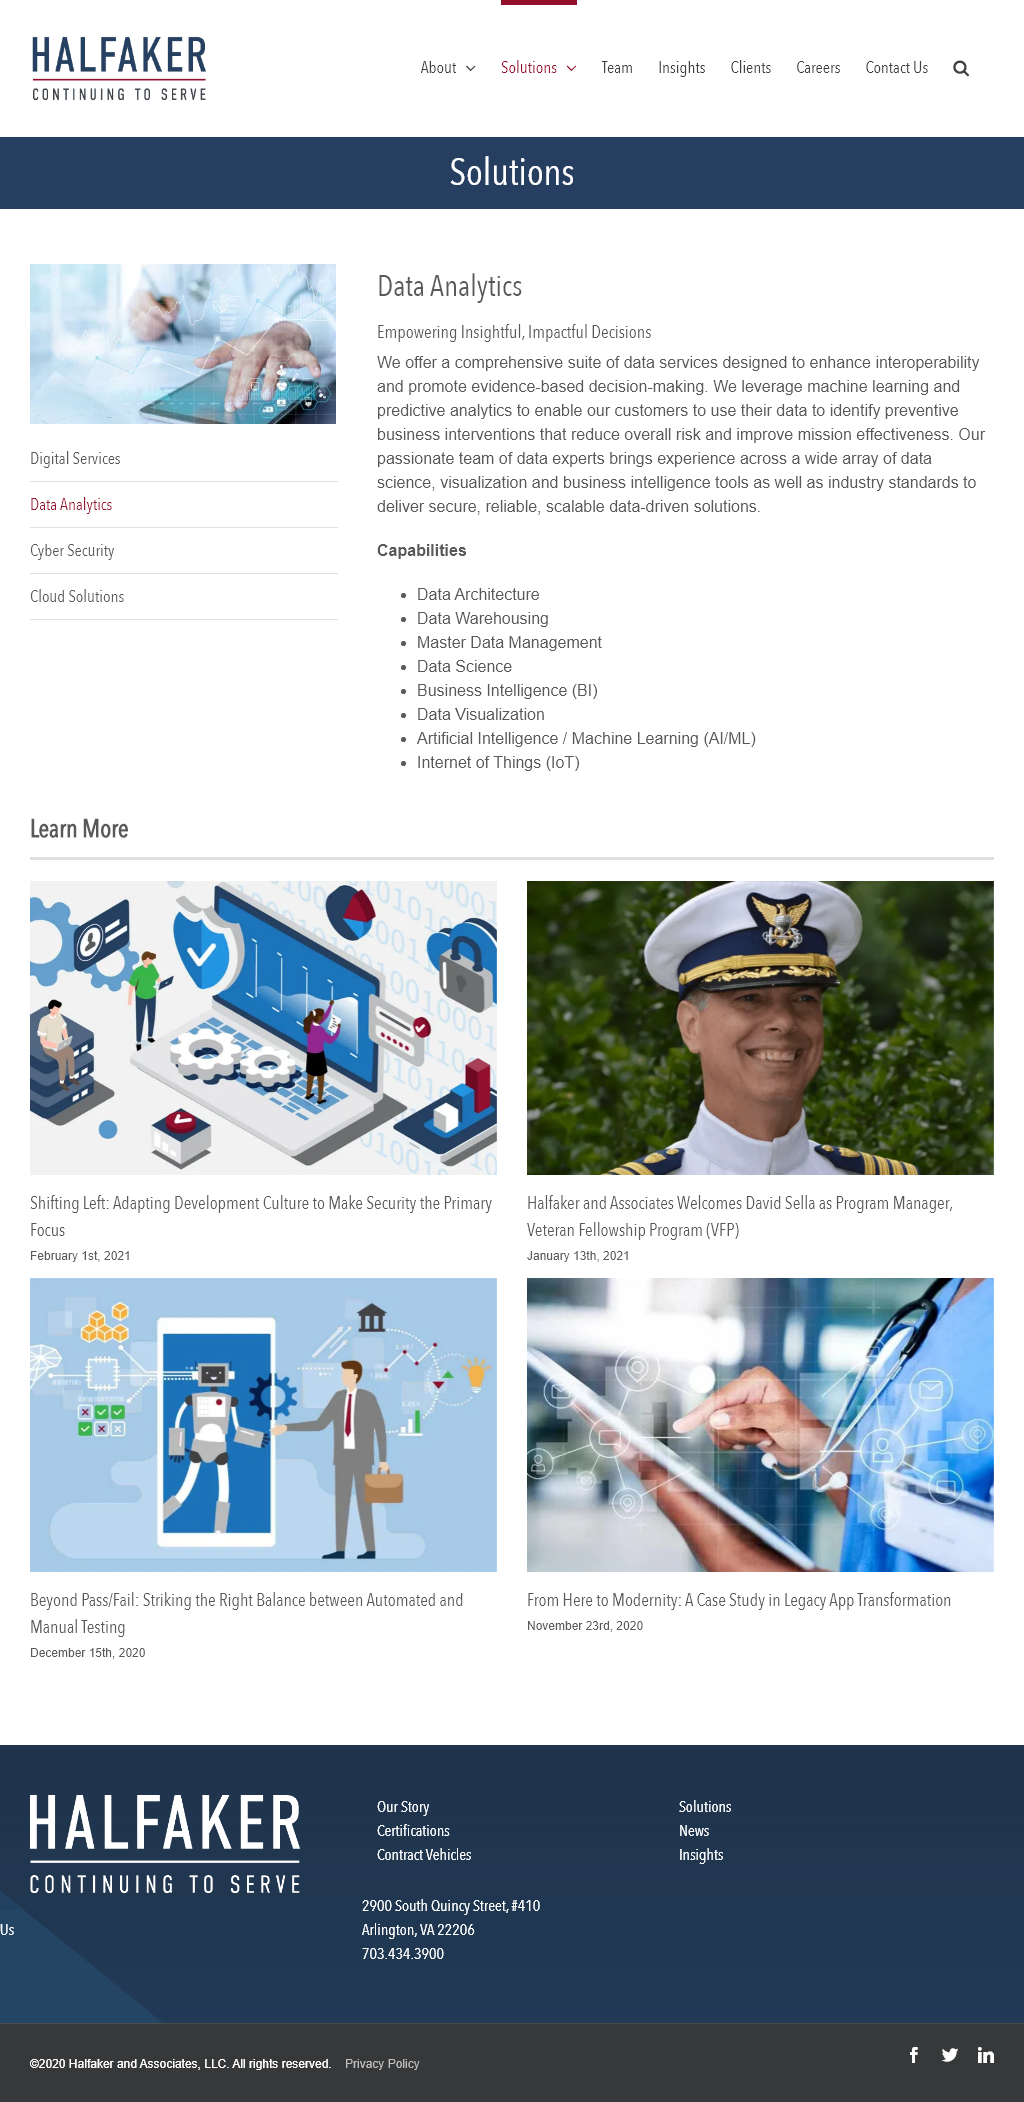 HALFAKER
CONTINUING TO SERVE
About Solutions Team Insights Clients Careers Contact Us
Solutions
Digital Services
Data Analytics
Cyber Security
Cloud Solutions
Data Analytics
Empowering Insightful, Impactful Decisions
We offer a comprehensive suite of data services designed to enhance interoperability
and promote evidence-based decision-making. We leverage machine learning and
predictive analytics to enable our customers to use their data to identify preventive
business interventions that reduce overall risk and improve mission effectiveness. Our
passionate team of data experts brings experience across a wide array of data
science, visualization and business intelligence tools as well as industry standards to
deliver secure, reliable, scalable data-driven solutions.
Capabilities
• Data Architecture
• Data Warehousing
• Master Data Management
• Data Science
• Business Intelligence (BI)
• Data Visualization
• Artificial Intelligence / Machine Learning (AI/ML)
• Internet of Things (IoT)
Learn More
Shifting Left: Adapting Development Culture to Make Security the Primary
Focus
February 1st, 2021
Halfaker and Associates Welcomes David Sella as Program Manager,
Veteran Fellowship Program (VFP)
January 13th, 2021
Beyond Pass/Fail: Striking the Right Balance between Automated and
Manual Testing
December 15th, 2020
From Here to Modernity: A Case Study in Legacy App Transformation
November 23rd, 2020
HALFAKER
CONTINUING TO SERVE
Our Story
Certifications
Contract Vehicles
Solutions
News
Insights
Us
2900 South Quincy Street, #410
Arlington, VA 22206
703.434.3900
©2020 Halfaker and Associates, LLC. All rights reserved. Privacy Policy